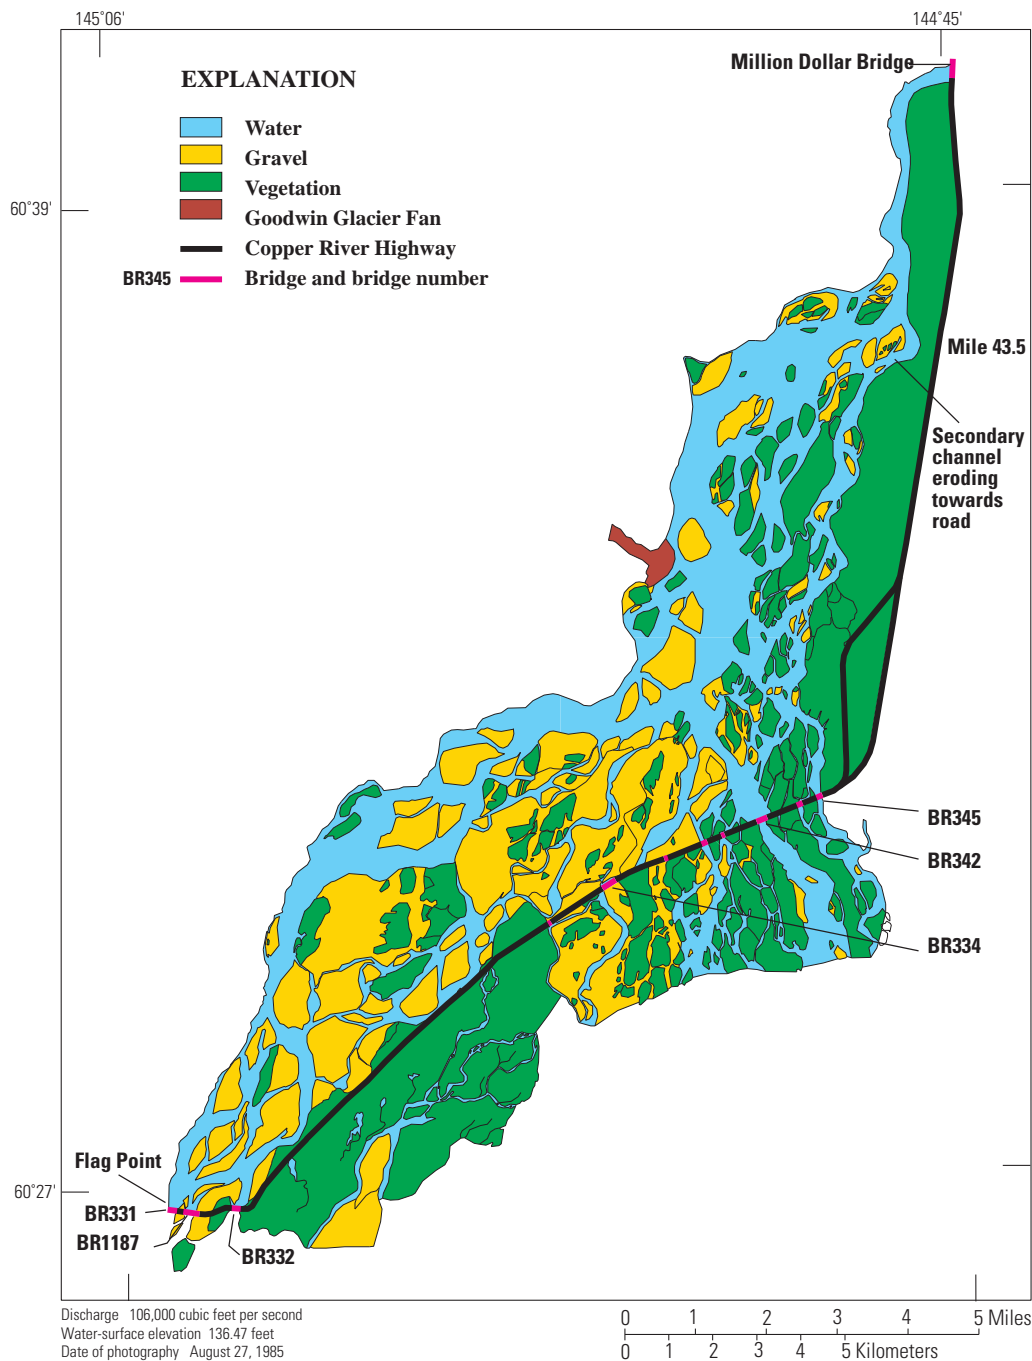 145°06'
144°45'
Million Dollar Bridge
EXPLANATION
Water
Gravel
Vegetation
Goodwin Glacier Fan
Copper River Highway
BR345 Bridge and bridge number
60°39'
Mile 43.5
Secondary
channel
eroding
towards
road
BR345
BR342
BR334
Flag Point
60°27'
BR331
BR1187
BR332
Discharge 106,000 cubic feet per second
Water-surface elevation 136.47 feet
Date of photography August 27, 1985
0 1 2 3 4 5 Miles
0 1 2 3 4 5 Kilometers